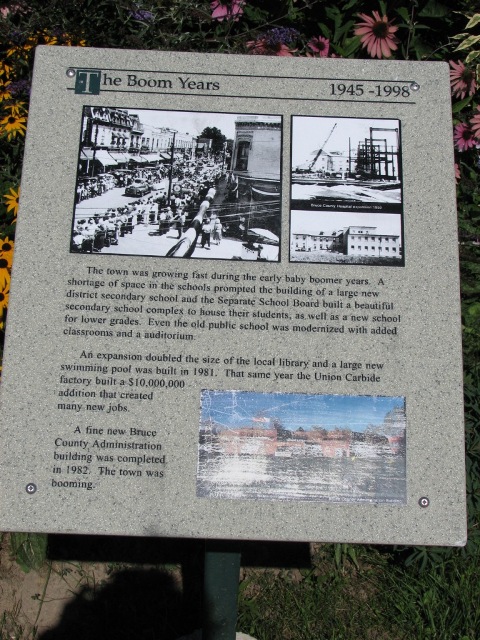 The Boom Years 1945 -1998
Bruce County Hospital expansion
The town was growing fast during the early baby boomer years. A
shortage of space in the schools prompted the building of a large new
district secondary school and the Separate School Board built a beautiful
secondary school complex to house their students, as well as a new school
for lower grades. Even the old public school was modernized with added
classrooms and a auditorium.
An expansion doubled the size of the local library and a large new
swimming pool was built in 1981. That same year the Union Carbide
factory built a $10,000,000
addition that created
many new jobs.
A fine new Bruce
County Administration
building was completed
in 1982. The town was
booming.